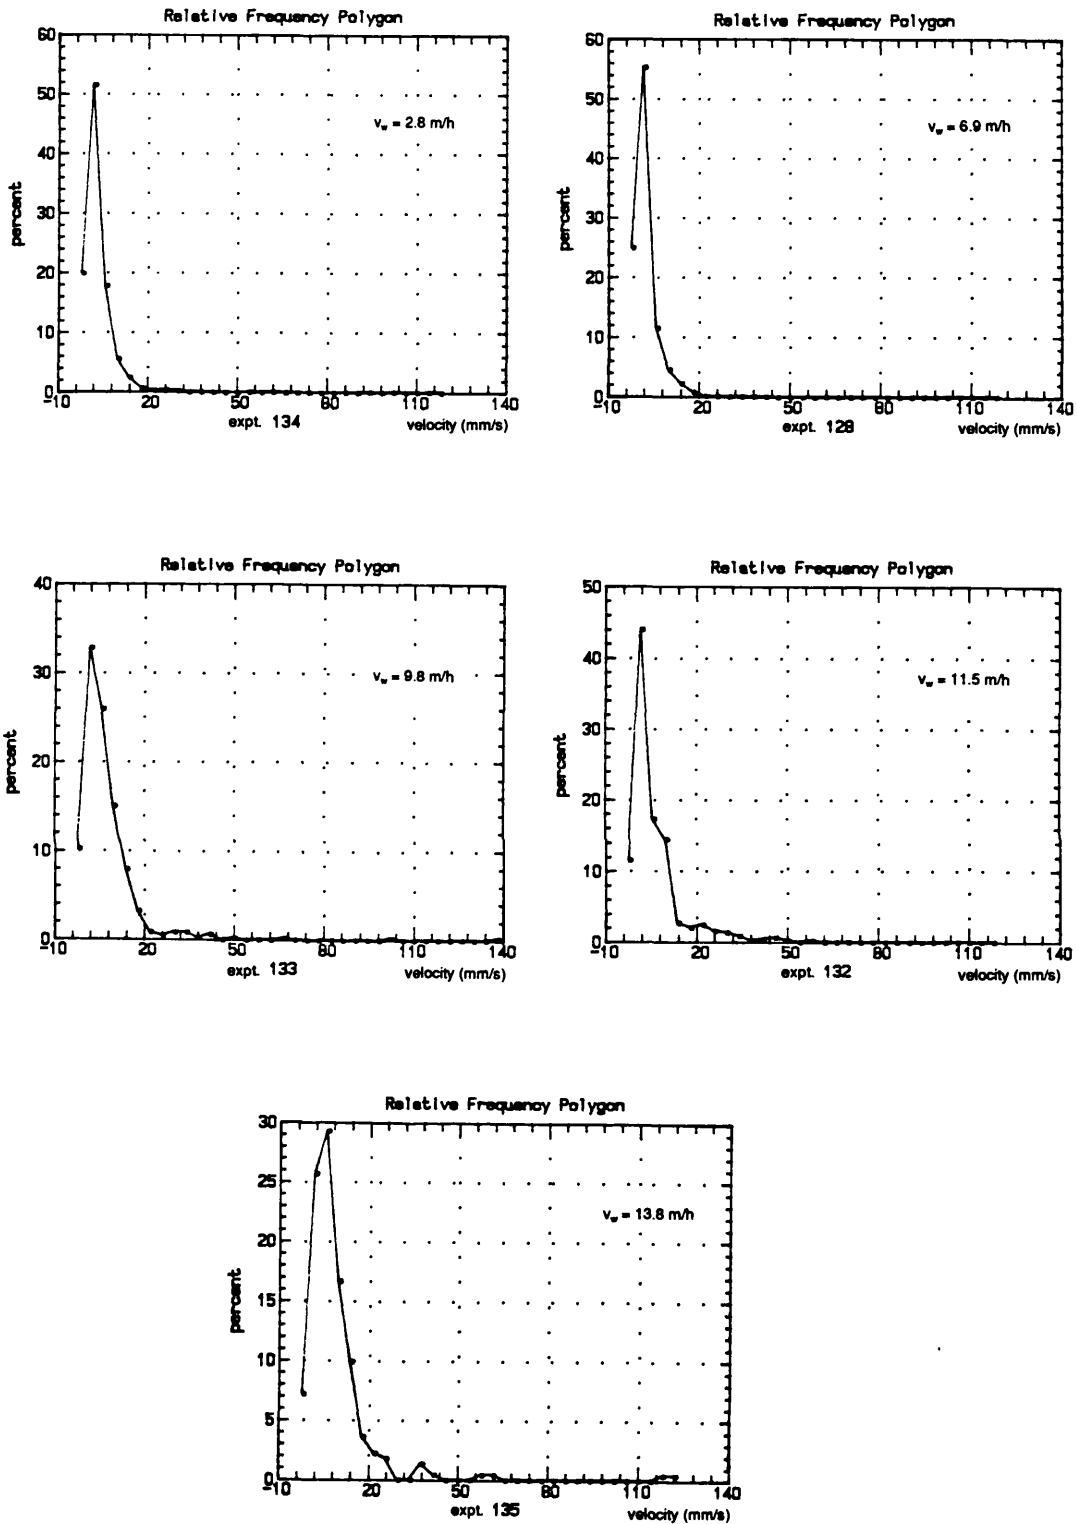 Relative Frequency Polygon
60
50
40
30
20
10
0
percent
v_w = 2.8 m/h
-10 20 50 80 110 140
expt. 134 velocity (mm/s)
Relative Frequency Polygon
60
50
40
30
20
10
0
percent
v_w = 6.9 m/h
-10 20 50 80 110 140
expt. 128 velocity (mm/s)
Relative Frequency Polygon
40
30
20
10
0
percent
v_w = 9.8 m/h
-10 20 50 80 110 140
expt. 133 velocity (mm/s)
Relative Frequency Polygon
50
40
30
20
10
0
percent
v_w = 11.5 m/h
-10 20 50 80 110 140
expt. 132 velocity (mm/s)
Relative Frequency Polygon
30
25
20
15
10
5
0
percent
v_w = 13.8 m/h
-10 20 50 80 110 140
expt. 135 velocity (mm/s)